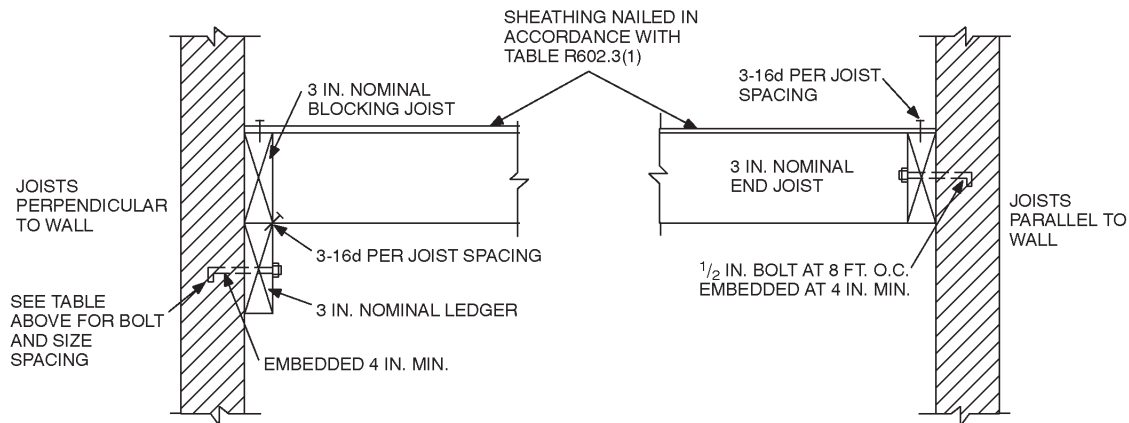 SHEATHING NAILED IN
ACCORDANCE WITH
TABLE R602.3(1)
3 IN. NOMINAL
BLOCKING JOIST
3-16d PER JOIST
SPACING
JOISTS
PERPENDICULAR
TO WALL
3 IN. NOMINAL
END JOIST
JOISTS
PARALLEL TO
WALL
3-16d PER JOIST SPACING
1/2 IN. BOLT AT 8 FT. O.C.
EMBEDDED AT 4 IN. MIN.
SEE TABLE
ABOVE FOR BOLT
AND SIZE
SPACING
3 IN. NOMINAL LEDGER
EMBEDDED 4 IN. MIN.